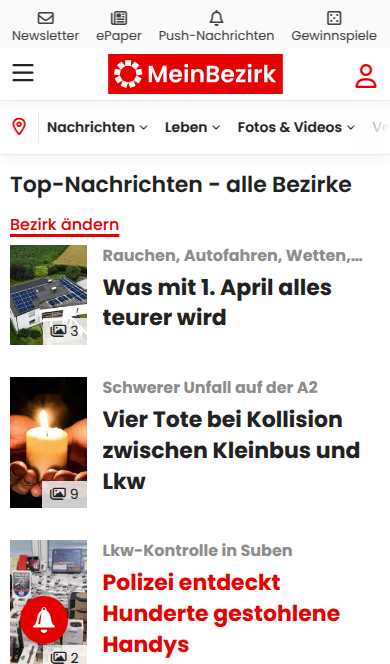 Newsletter ePaper Push-Nachrichten Gewinnspiele
MeinBezirk
Nachrichten Leben Fotos & Videos Ve
Top-Nachrichten - alle Bezirke
Bezirk ändern
Rauchen, Autofahren, Wetten,...
Was mit 1. April alles
teurer wird
3
Schwerer Unfall auf der A2
Vier Tote bei Kollision
zwischen Kleinbus und
Lkw
9
Lkw-Kontrolle in Suben
Polizei entdeckt
Hunderte gestohlene
Handys
2